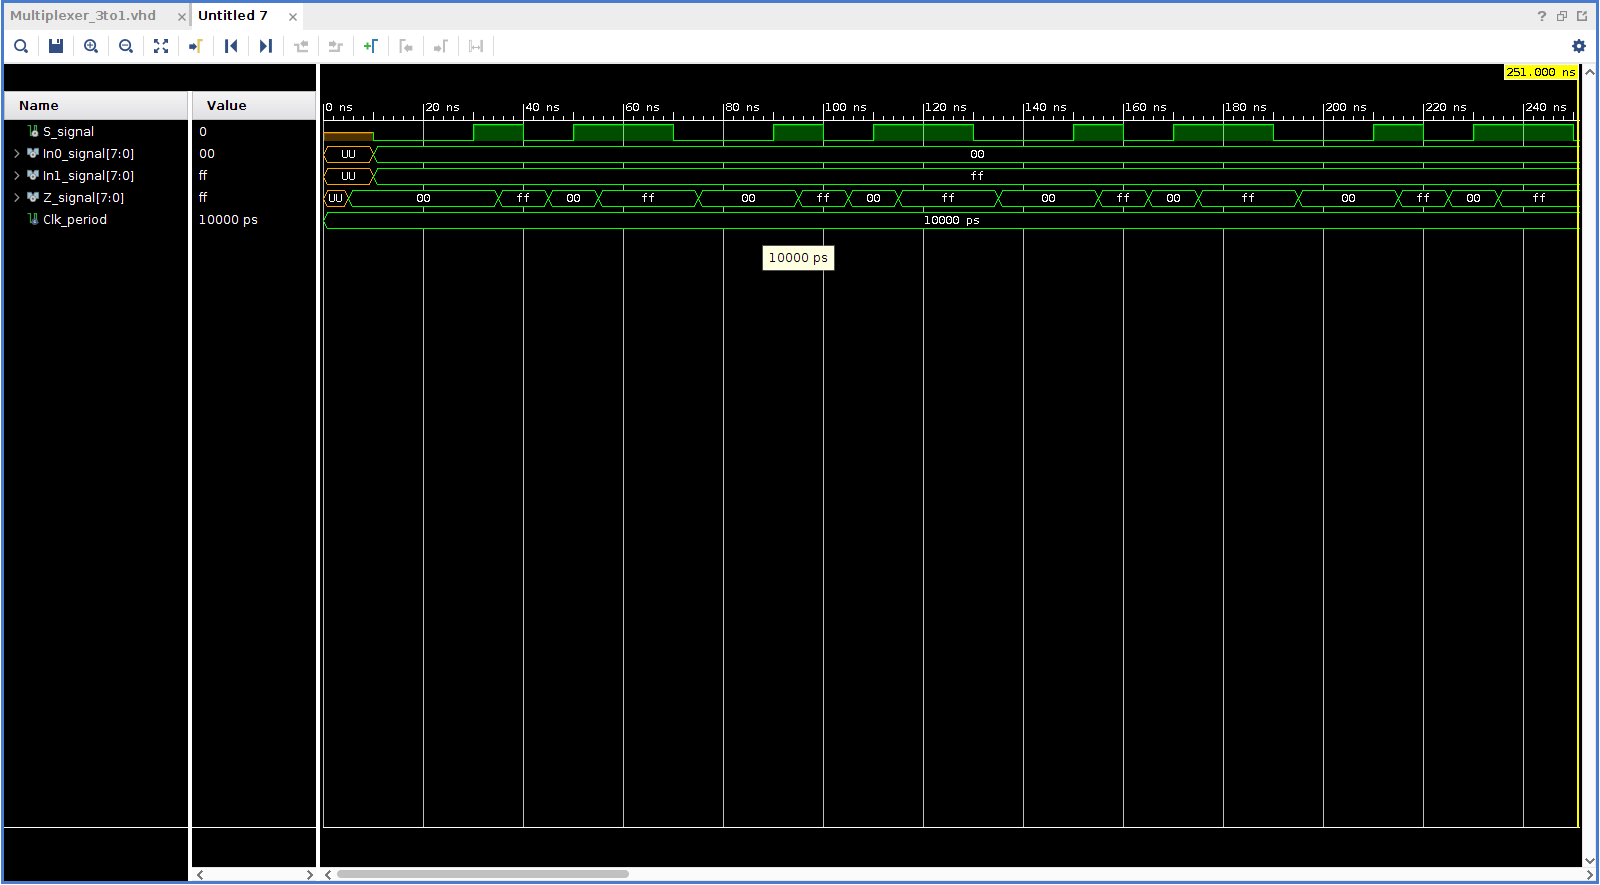 Multiplexer_3to1.vhd × Untitled 7 ×
?
251.000 ns
Name Value
0 ns 20 ns 40 ns 60 ns 80 ns 100 ns 120 ns 140 ns 160 ns 180 ns 200 ns 220 ns 240 ns
S_signal 0
In0_signal[7:0] 00 UU 00
In1_signal[7:0] ff UU ff
Z_signal[7:0] ff UU 00 ff 00 ff 00 ff 00 ff 00 ff 00 ff 00 ff 00 ff
Clk_period 10000 ps 10000 ps
10000 ps